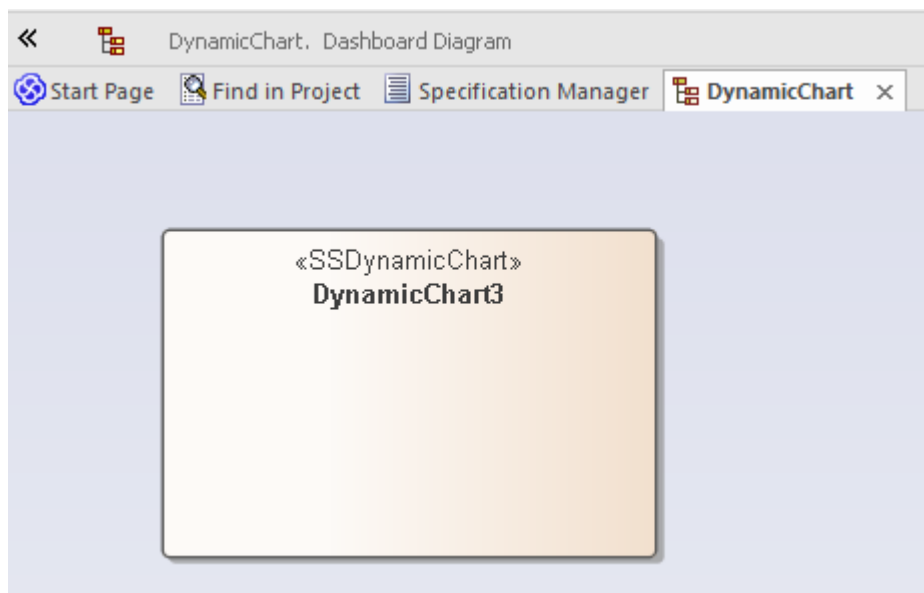 « DynamicChart. Dashboard Diagram
Start Page Find in Project Specification Manager DynamicChart ×
«SSDynamicChart»
DynamicChart3